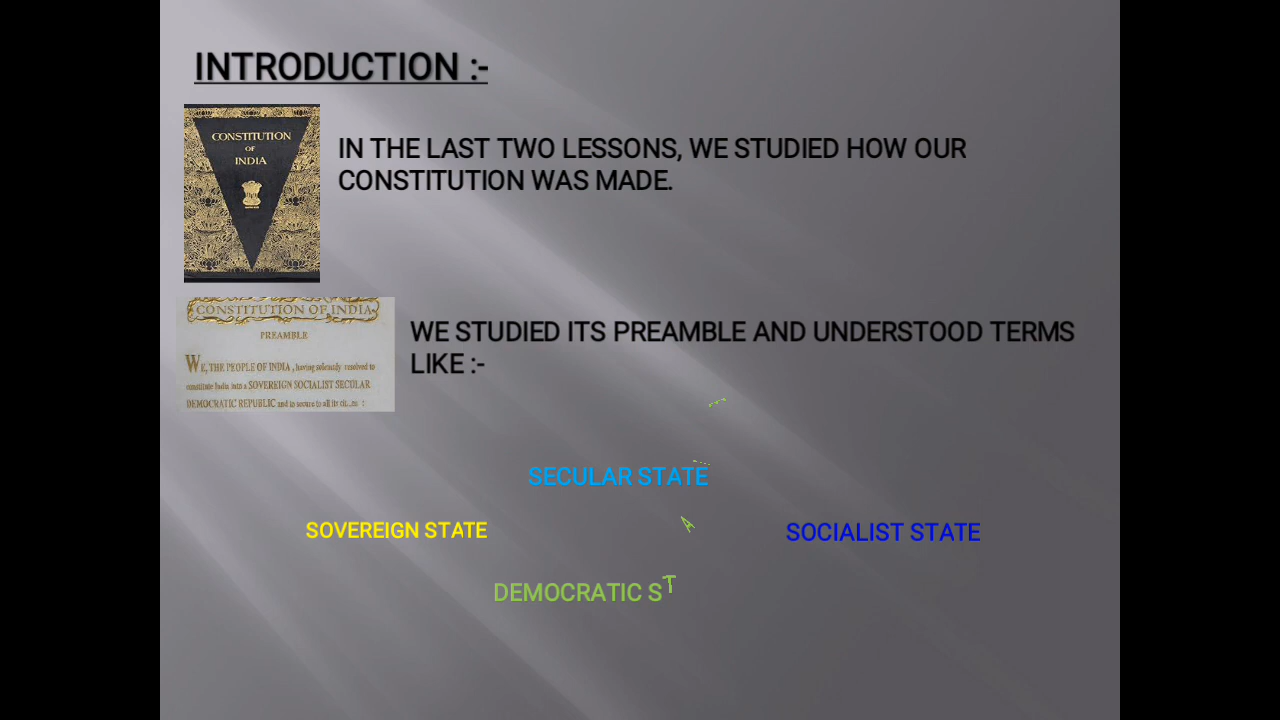 INTRODUCTION :-
CONSTITUTION
OF
INDIA
IN THE LAST TWO LESSONS, WE STUDIED HOW OUR
CONSTITUTION WAS MADE.
CONSTITUTION OF INDIA
PREAMBLE
WE, THE PEOPLE OF INDIA, having solemnly resolved to
constitute India into a SOVEREIGN SOCIALIST SECULAR
DEMOCRATIC REPUBLIC and to secure to all its :
WE STUDIED ITS PREAMBLE AND UNDERSTOOD TERMS
LIKE :-
SECULAR STATE
SOVEREIGN STATE
SOCIALIST STATE
DEMOCRATIC ST
A